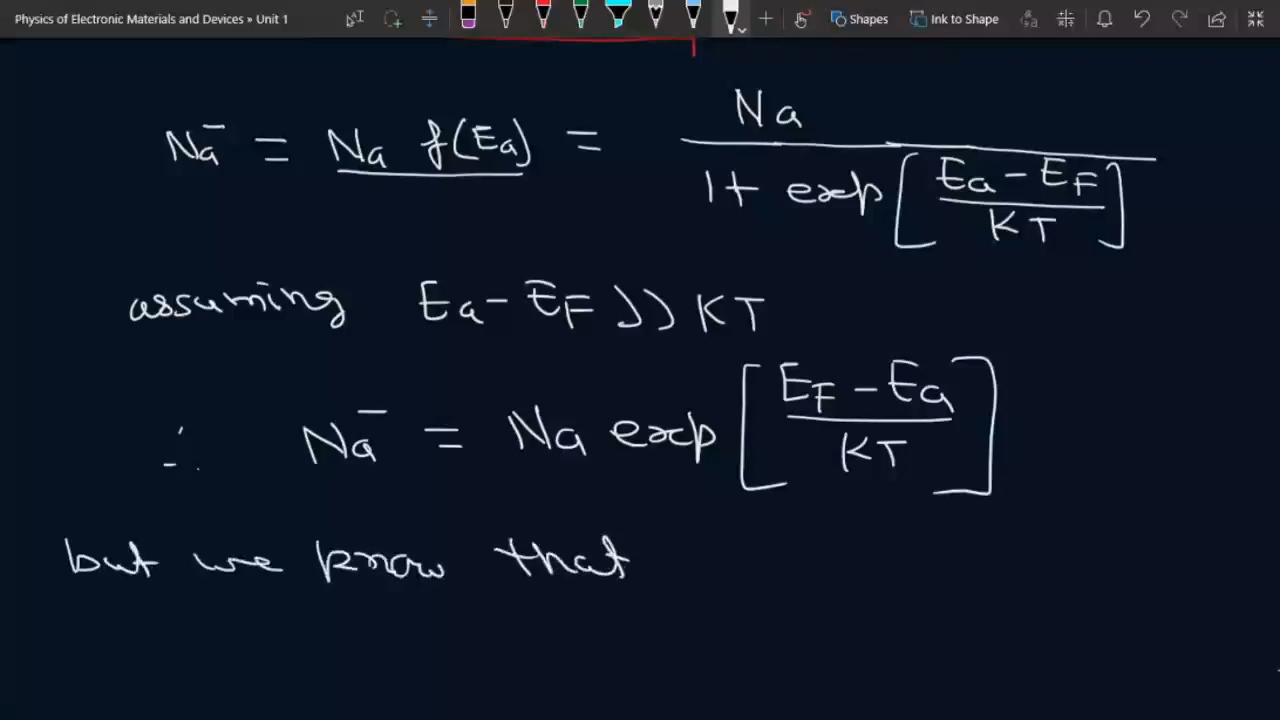 Physics of Electronic Materials and Devices » Unit 1
Shapes
Ink to Shape
Na⁻ = Na f(Ea) = Na / 1+ exp[Ea - EF / KT]
assuming Ea - EF >> KT
∴ Na⁻ = Na exp[EF - Ea / KT]
but we know that